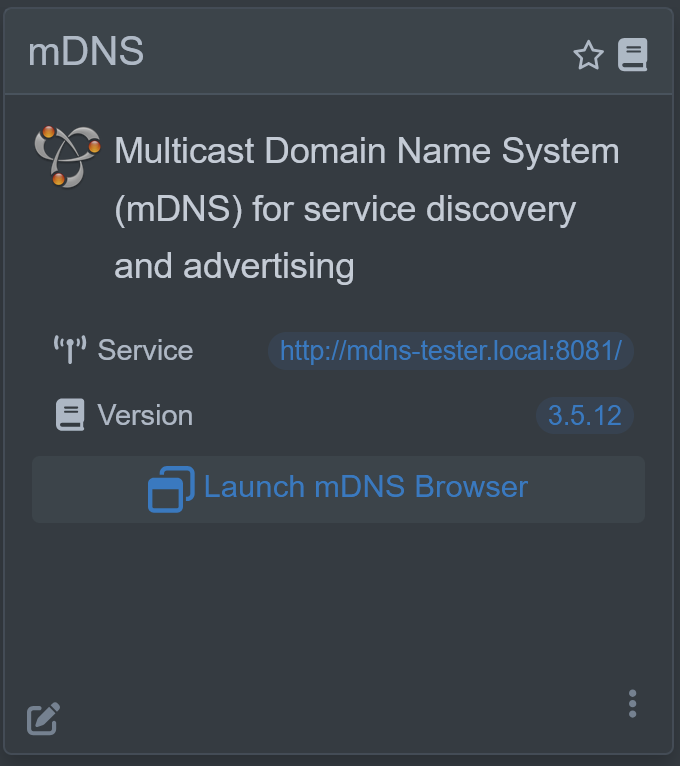 mDNS
Multicast Domain Name System
(mDNS) for service discovery
and advertising
Service http://mdns-tester.local:8081/
Version 3.5.12
Launch mDNS Browser